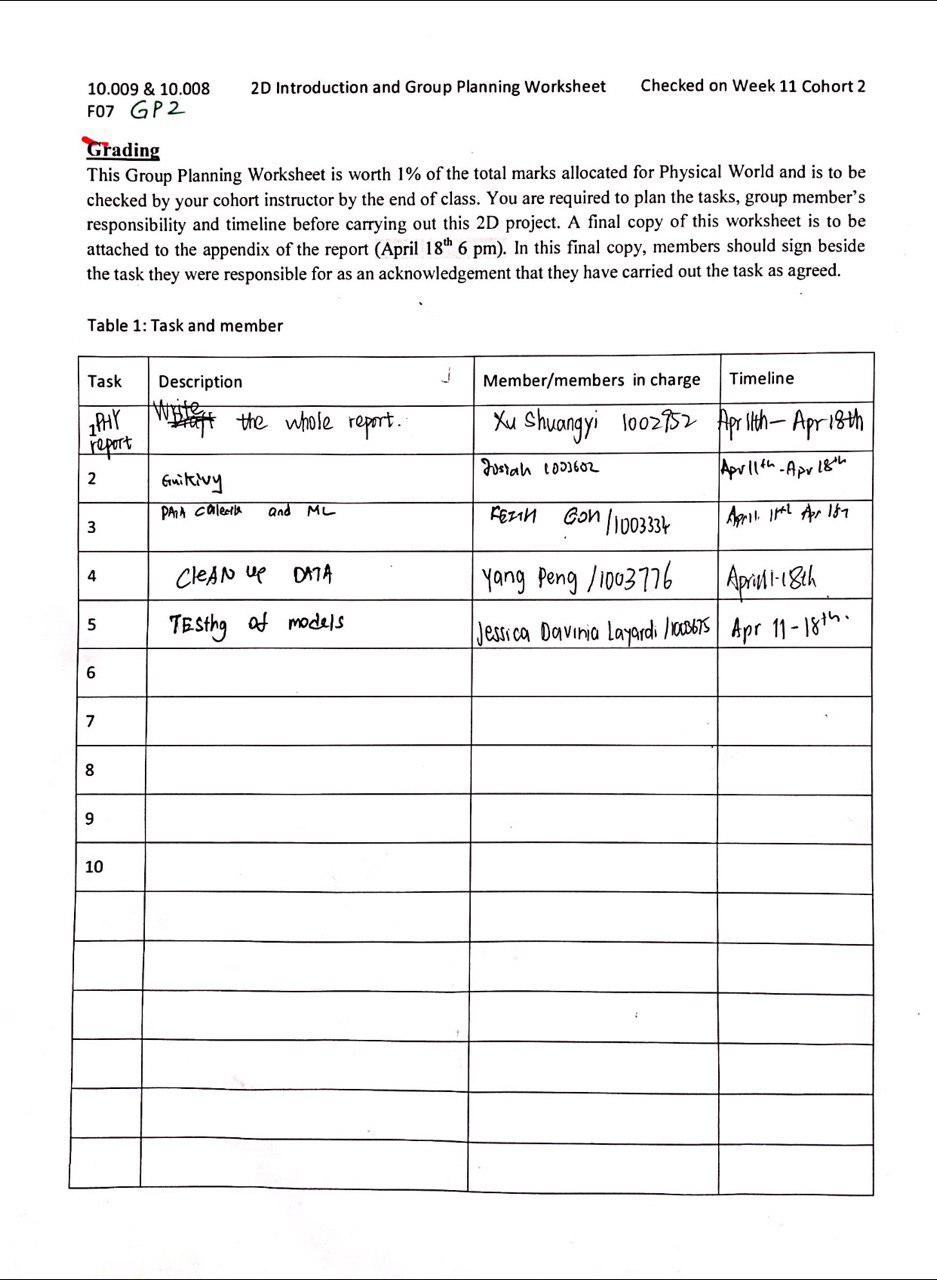 10.009 & 10.008 2D Introduction and Group Planning Worksheet Checked on Week 11 Cohort 2
F07 GP2
Grading
This Group Planning Worksheet is worth 1% of the total marks allocated for Physical World and is to be
checked by your cohort instructor by the end of class. You are required to plan the tasks, group member's
responsibility and timeline before carrying out this 2D project. A final copy of this worksheet is to be
attached to the appendix of the report (April 18th 6 pm). In this final copy, members should sign beside
the task they were responsible for as an acknowledgement that they have carried out the task as agreed.
Table 1: Task and member
Task Description Member/members in charge Timeline
1 PHY report Write the whole report. Xu Shuangyi 1002952 Apr 11th - Apr 18th
2 Josiah 1003602 Apr 11th - Apr 18th
3 DATA and ML /1003334 April 11th Apr
4 CleAN UP DATA Yang Peng /1003776 April 11-18th
5 TESting of models Jessica Davinia Layardi /1003675 Apr 11-18th.
6
7
8
9
10